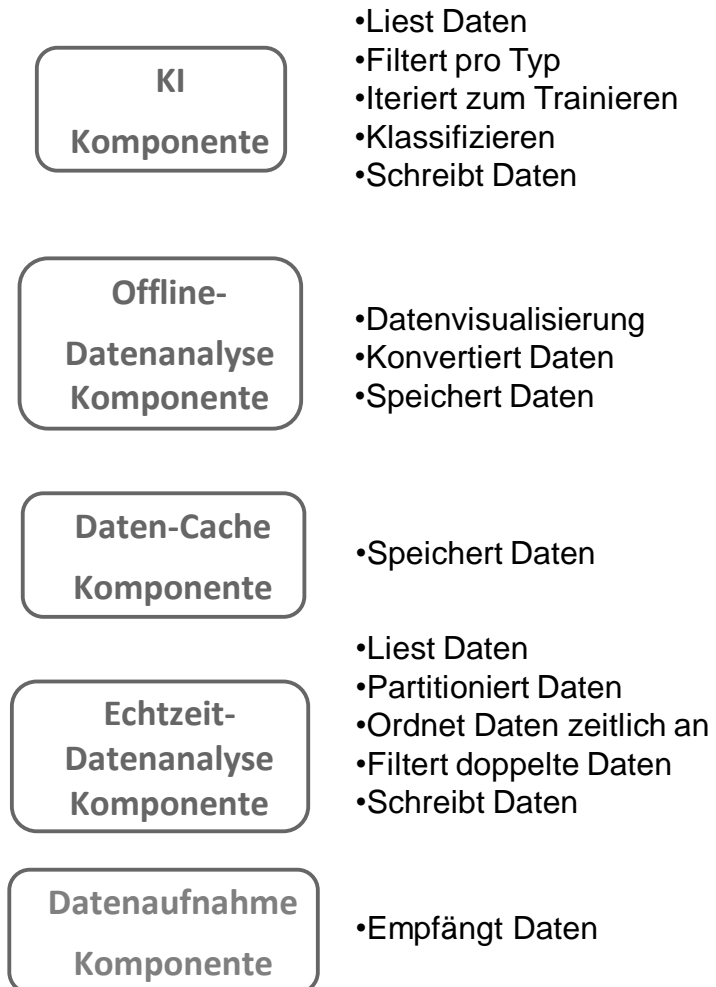 KI
Komponente
•Liest Daten
•Filtert pro Typ
•Iteriert zum Trainieren
•Klassifizieren
•Schreibt Daten
Offline-
Datenanalyse
Komponente
•Datenvisualisierung
•Konvertiert Daten
•Speichert Daten
Daten-Cache
Komponente
•Speichert Daten
Echtzeit-
Datenanalyse
Komponente
•Liest Daten
•Partitioniert Daten
•Ordnet Daten zeitlich an
•Filtert doppelte Daten
•Schreibt Daten
Datenaufnahme
Komponente
•Empfängt Daten